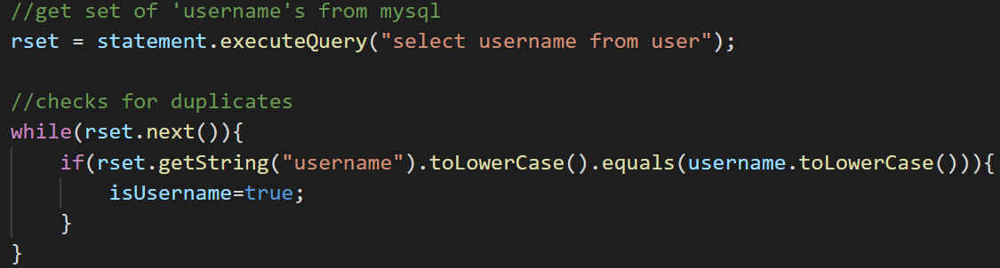 //get set of 'username's from mysql
rset = statement.executeQuery("select username from user");
//checks for duplicates
while(rset.next()){
if(rset.getString("username").toLowerCase().equals(username.toLowerCase())){
isUsername=true;
}
}